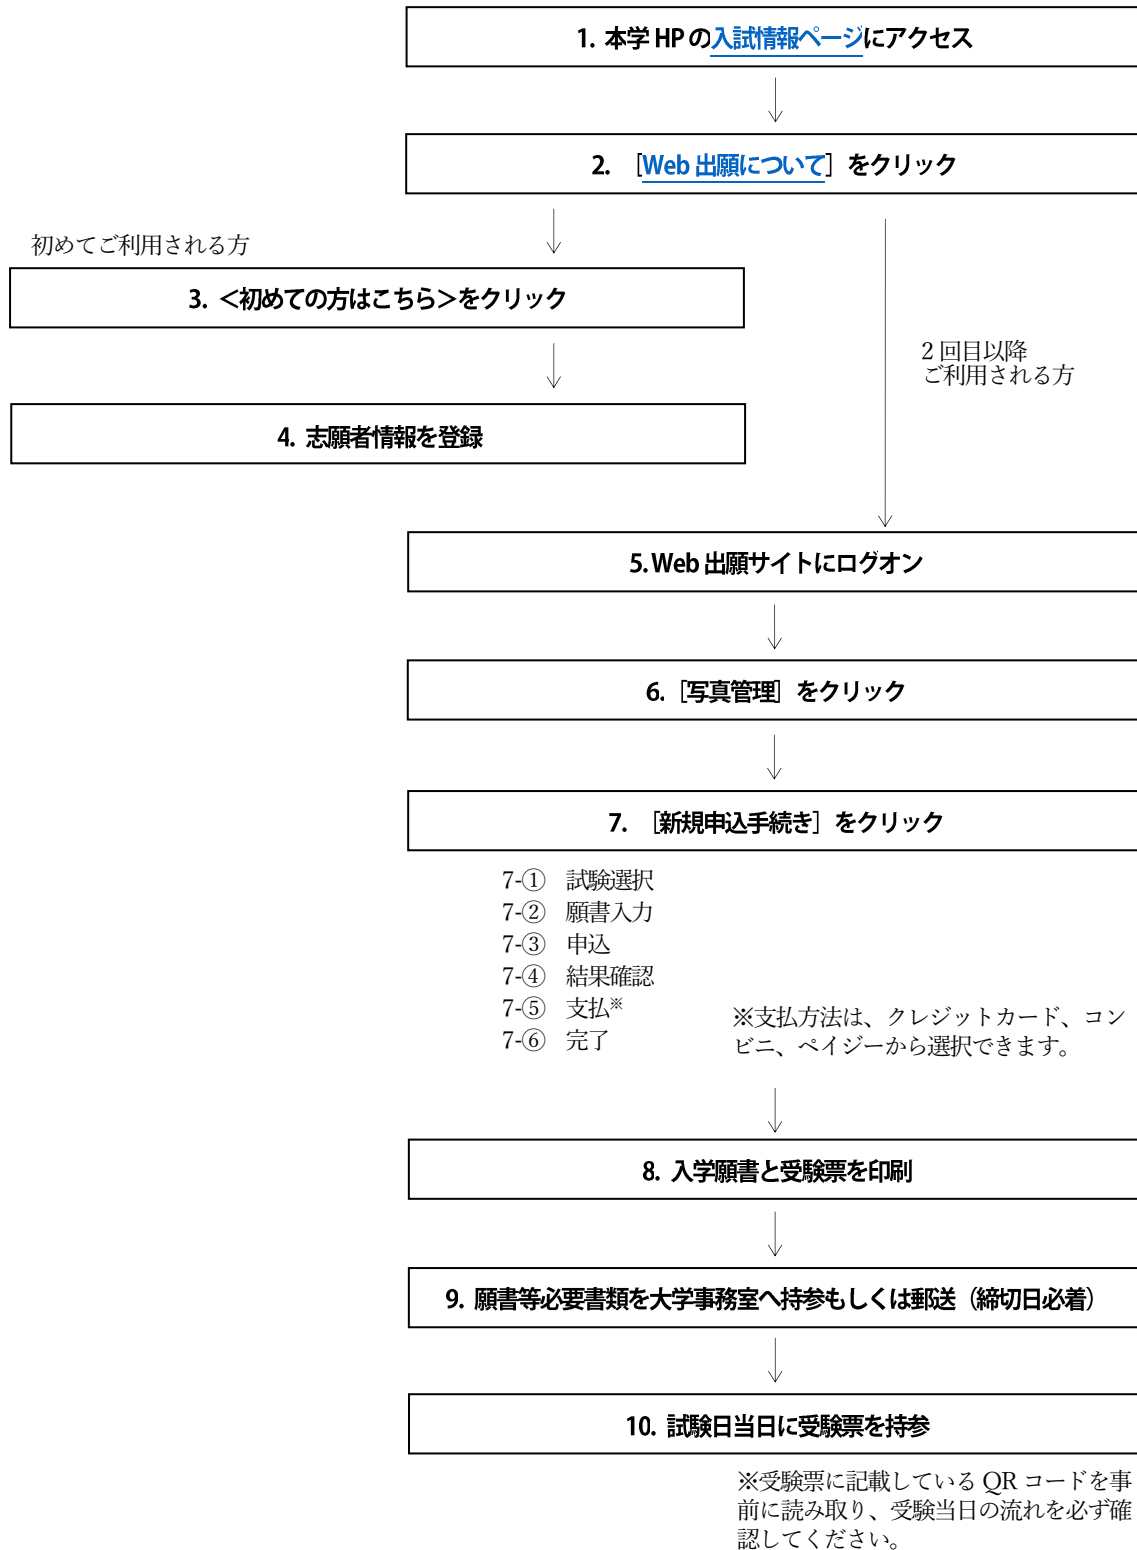 1. 本学 HP の入試情報ページにアクセス
2. ［Web 出願について］をクリック
初めてご利用される方
3. ＜初めての方はこちら＞をクリック
2 回目以降
ご利用される方
4. 志願者情報を登録
5. Web 出願サイトにログオン
6. ［写真管理］をクリック
7. ［新規申込手続き］をクリック
7-① 試験選択
7-② 願書入力
7-③ 申込
7-④ 結果確認
7-⑤ 支払※
7-⑥ 完了
※支払方法は、クレジットカード、コン
ビニ、ペイジーから選択できます。
8. 入学願書と受験票を印刷
9. 願書等必要書類を大学事務室へ持参もしくは郵送（締切日必着）
10. 試験日当日に受験票を持参
※受験票に記載している QR コードを事
前に読み取り、受験当日の流れを必ず確
認してください。